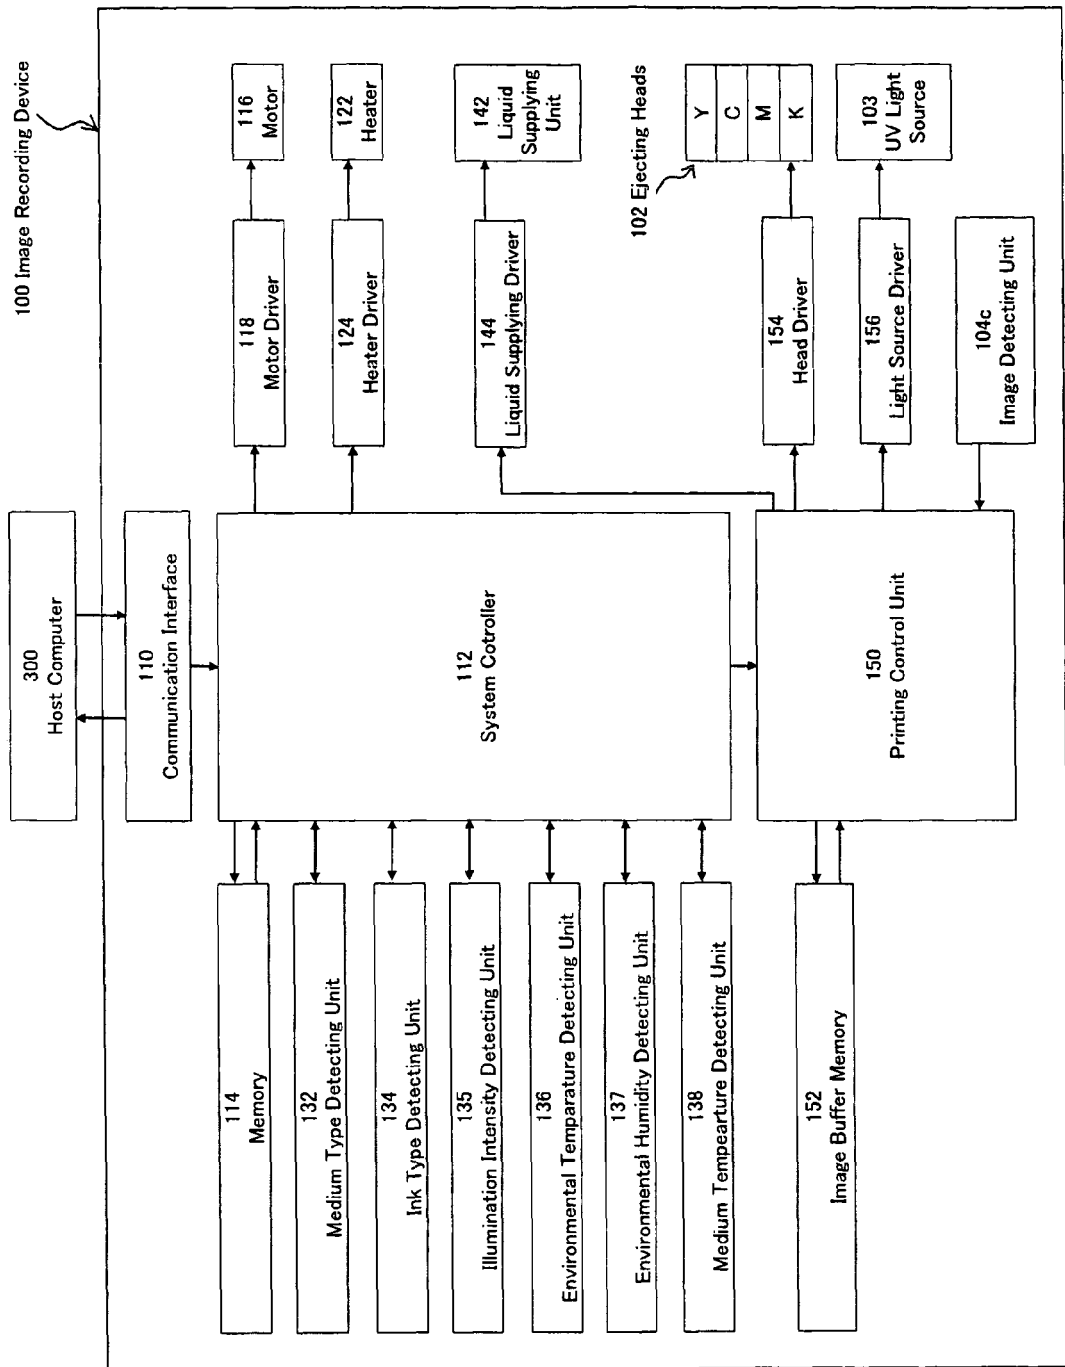 100 Image Recording Device
300
Host Computer
110
Communication Interface
112
System Cotroller
150
Printing Control Unit
114
Memory
132
Medium Type Detecting Unit
134
Ink Type Detecting Unit
135
Illumination Intensity Detecting Unit
136
Environmental Temparature Detecting Unit
137
Environmental Humidity Detecting Unit
138
Medium Tempearture Detecting Unit
152
Image Buffer Memory
118
Motor Driver
116
Motor
124
Heater Driver
122
Heater
144
Liquid Supplying Driver
142
Liquid
Supplying
Unit
102 Ejecting Heads
Y
C
M
K
154
Head Driver
156
Light Source Driver
103
UV Light
Source
104c
Image Detecting Unit